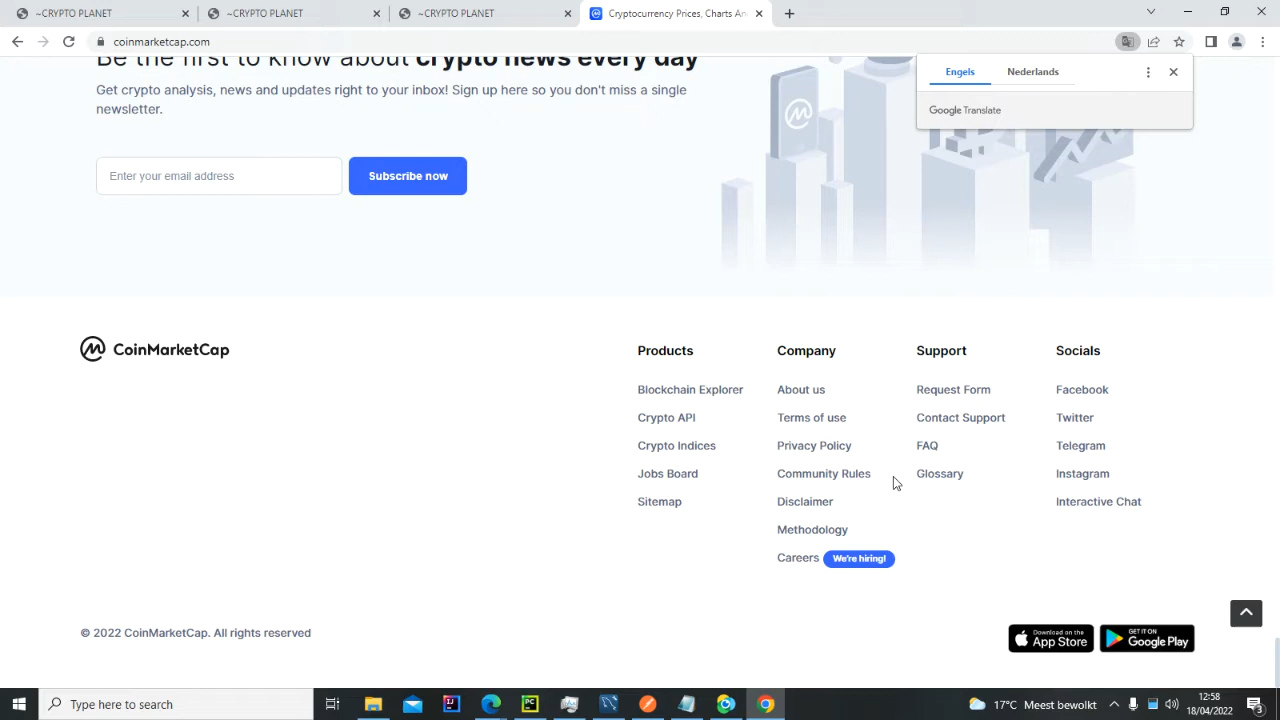 ~CRYPTO PLANET
~CRYPTO PLANET
~CRYPTO PLANET
Cryptocurrency Prices, Charts An
coinmarketcap.com
Be the first to know about crypto news every day
Get crypto analysis, news and updates right to your inbox! Sign up here so you don't miss a single
newsletter.
Enter your email address
Subscribe now
Engels
Nederlands
Google Translate
CoinMarketCap
Products
Blockchain Explorer
Crypto API
Crypto Indices
Jobs Board
Sitemap
Company
About us
Terms of use
Privacy Policy
Community Rules
Disclaimer
Methodology
Careers We're hiring!
Support
Request Form
Contact Support
FAQ
Glossary
Socials
Facebook
Twitter
Telegram
Instagram
Interactive Chat
© 2022 CoinMarketCap. All rights reserved
Download on the
App Store
GET IT ON
Google Play
Type here to search
17°C Meest bewolkt
12:58
18/04/2022
3